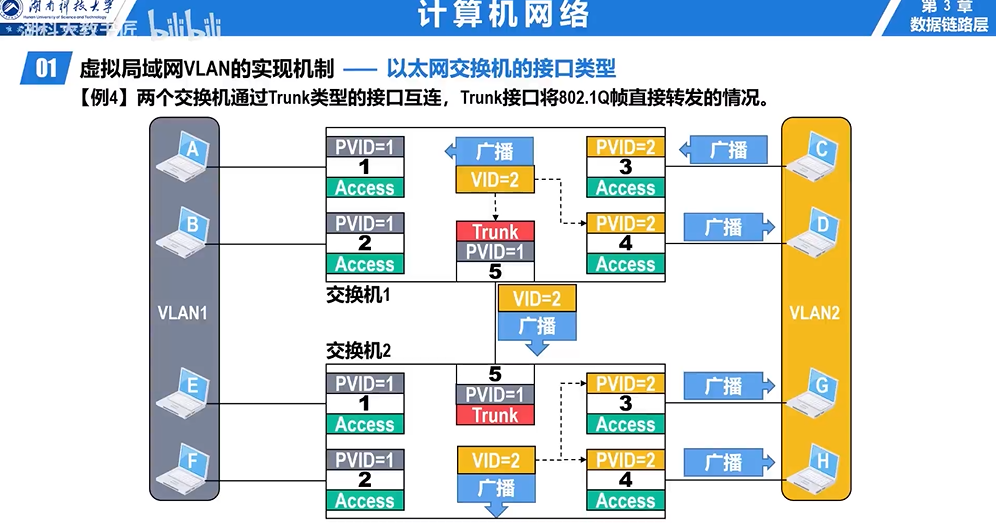 湖南科技大学
Hunan University of Science and Technology
湖科大教书匠 bilibili
计算机网络
第 3 章
数据链路层
01 虚拟局域网VLAN的实现机制 —— 以太网交换机的接口类型
【例4】两个交换机通过Trunk类型的接口互连，Trunk接口将802.1Q帧直接转发的情况。
A
PVID=1
1
Access
广播
VID=2
PVID=2
3
Access
广播
C
B
PVID=1
2
Access
Trunk
PVID=1
5
PVID=2
4
Access
广播
D
交换机1
VLAN1
VID=2
广播
VLAN2
交换机2
E
PVID=1
1
Access
5
PVID=1
Trunk
PVID=2
3
Access
广播
G
F
PVID=1
2
Access
VID=2
广播
PVID=2
4
Access
广播
H